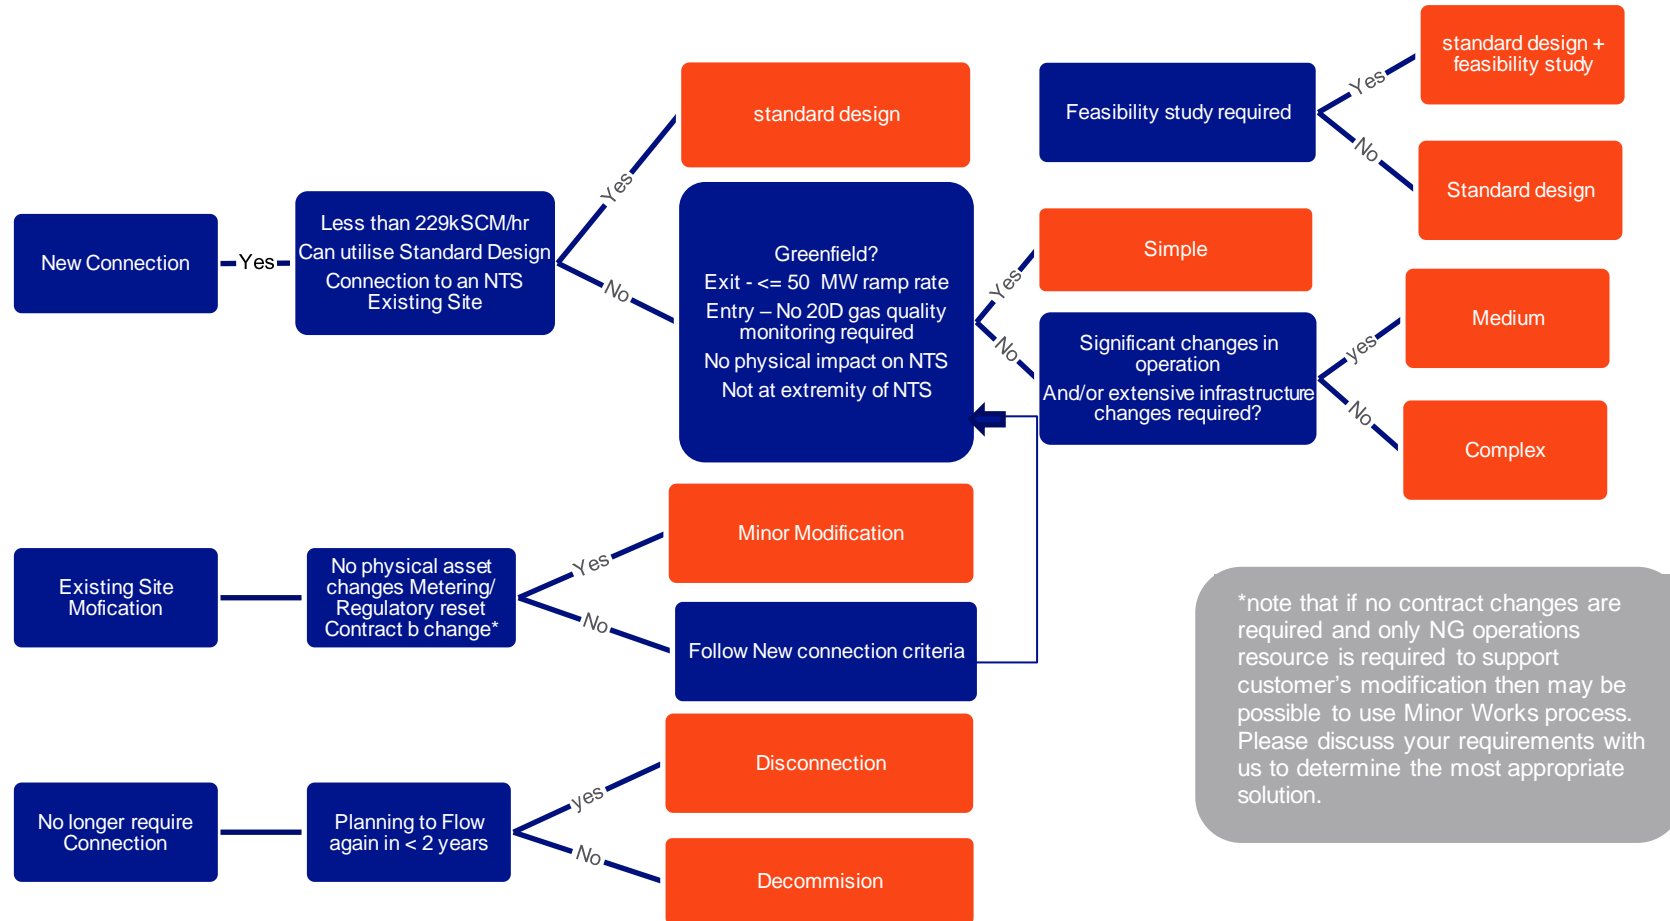 New Connection
Yes
Less than 229kSCM/hr
Can utilise Standard Design
Connection to an NTS
Existing Site
Yes
No
standard design
Greenfield?
Exit - <= 50 MW ramp rate
Entry – No 20D gas quality
monitoring required
No physical impact on NTS
Not at extremity of NTS
Yes
No
Feasibility study required
Yes
No
standard design +
feasibility study
Standard design
Simple
Significant changes in
operation
And/or extensive infrastructure
changes required?
yes
No
Medium
Complex
Existing Site
Mofication
No physical asset
changes Metering/
Regulatory reset
Contract b change*
Yes
No
Minor Modification
Follow New connection criteria
No longer require
Connection
Planning to Flow
again in < 2 years
yes
No
Disconnection
Decommision
*note that if no contract changes are
required and only NG operations
resource is required to support
customer’s modification then may be
possible to use Minor Works process.
Please discuss your requirements with
us to determine the most appropriate
solution.